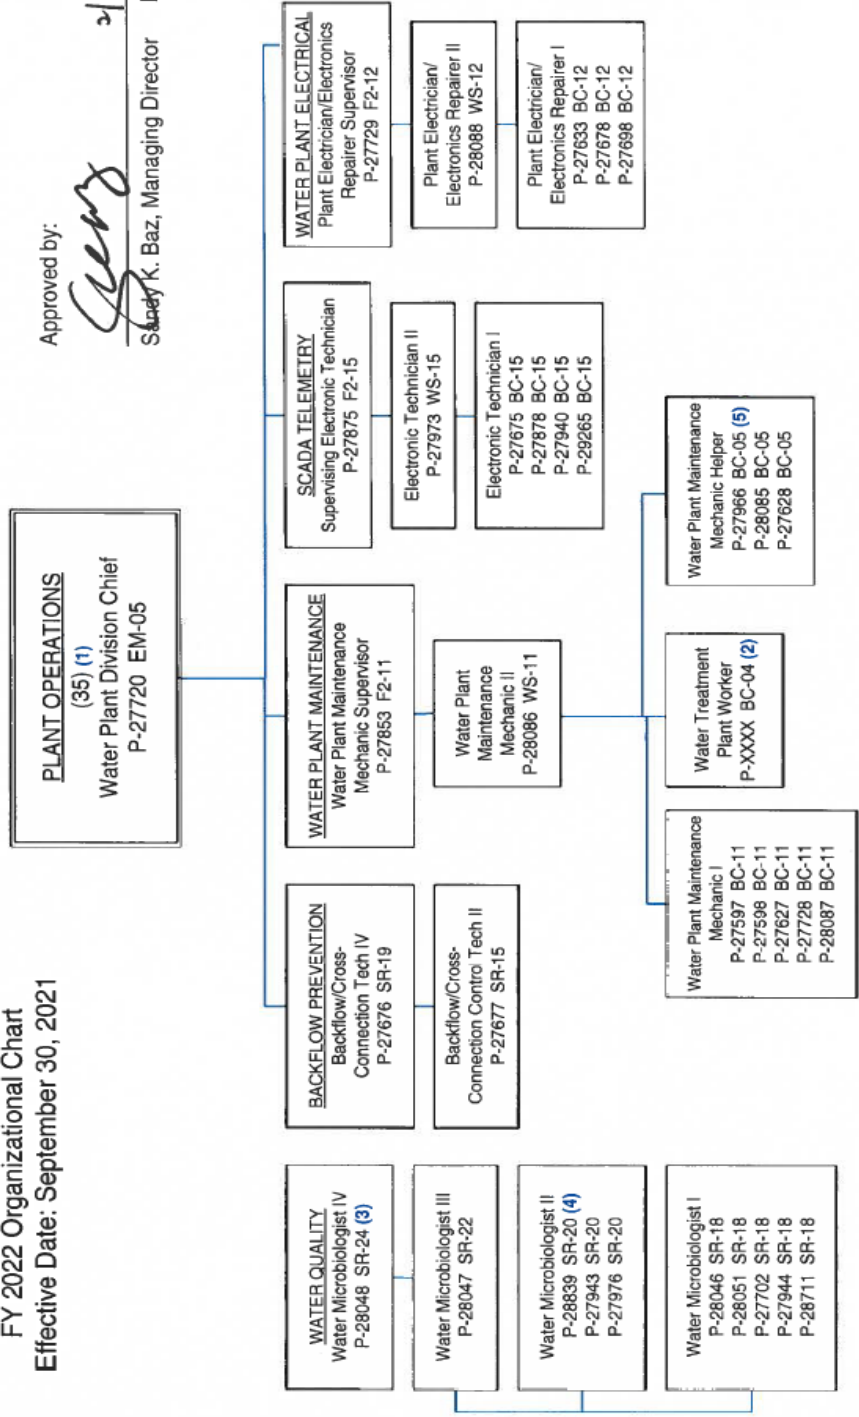 FY 2022 Organizational Chart
Effective Date: September 30, 2021
Approved by:
Sandy K. Baz, Managing Director
PLANT OPERATIONS
(35) (1)
Water Plant Division Chief
P-27720 EM-05
WATER QUALITY
Water Microbiologist IV
P-28048 SR-24 (3)
Water Microbiologist III
P-28047 SR-22
Water Microbiologist II
P-28839 SR-20 (4)
P-27943 SR-20
P-27976 SR-20
Water Microbiologist I
P-28046 SR-18
P-28051 SR-18
P-27702 SR-18
P-27944 SR-18
P-28711 SR-18
BACKFLOW PREVENTION
Backflow/Cross-
Connection Tech IV
P-27676 SR-19
Backflow/Cross-
Connection Control Tech II
P-27677 SR-15
WATER PLANT MAINTENANCE
Water Plant Maintenance
Mechanic Supervisor
P-27853 F2-11
Water Plant
Maintenance
Mechanic II
P-28086 WS-11
Water Plant Maintenance
Mechanic I
P-27597 BC-11
P-27598 BC-11
P-27627 BC-11
P-27728 BC-11
P-28087 BC-11
Water Treatment
Plant Worker
P-XXXX BC-04 (2)
Water Plant Maintenance
Mechanic Helper
P-27966 BC-05 (5)
P-28085 BC-05
P-27628 BC-05
SCADA TELEMETRY
Supervising Electronic Technician
P-27875 F2-15
Electronic Technician II
P-27973 WS-15
Electronic Technician I
P-27675 BC-15
P-27878 BC-15
P-27940 BC-15
P-29265 BC-15
WATER PLANT ELECTRICAL
Plant Electrician/Electronics
Repairer Supervisor
P-27729 F2-12
Plant Electrician/
Electronics Repairer II
P-28088 WS-12
Plant Electrician/
Electronics Repairer I
P-27633 BC-12
P-27678 BC-12
P-27698 BC-12